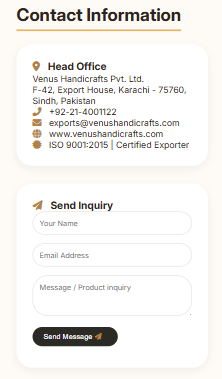 Contact Information
Head Office
Venus Handicrafts Pvt. Ltd.
F-42, Export House, Karachi - 75760,
Sindh, Pakistan
+92-21-4001122
exports@venushandicrafts.com
www.venushandicrafts.com
ISO 9001:2015 | Certified Exporter
Send Inquiry
Your Name
Email Address
Message / Product inquiry
Send Message